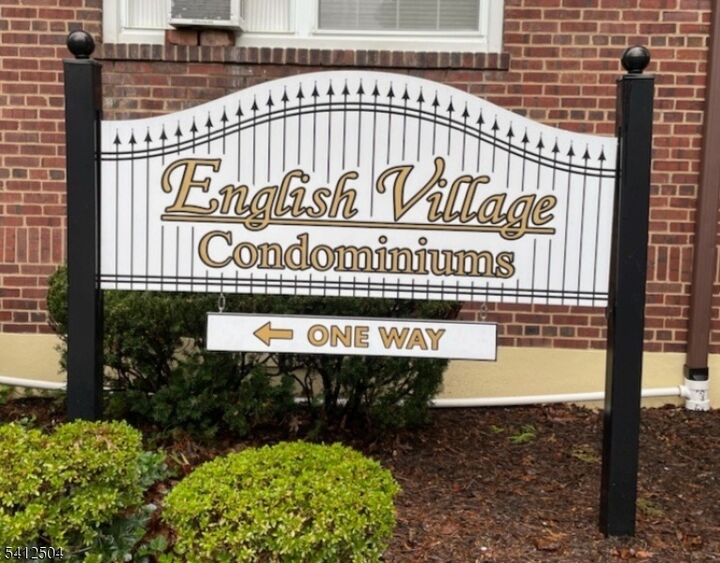 English Village
Condominiums
← ONE WAY
5412504